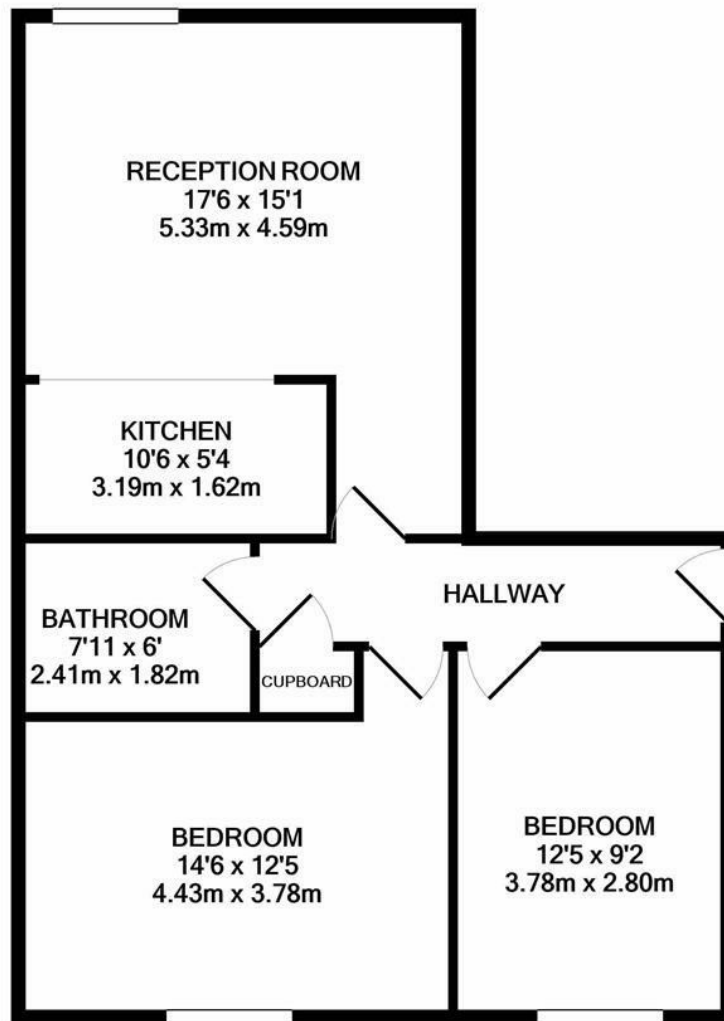 RECEPTION ROOM
17'6 x 15'1
5.33m x 4.59m
KITCHEN
10'6 x 5'4
3.19m x 1.62m
HALLWAY
BATHROOM
7'11 x 6'
2.41m x 1.82m
CUPBOARD
BEDROOM
14'6 x 12'5
4.43m x 3.78m
BEDROOM
12'5 x 9'2
3.78m x 2.80m